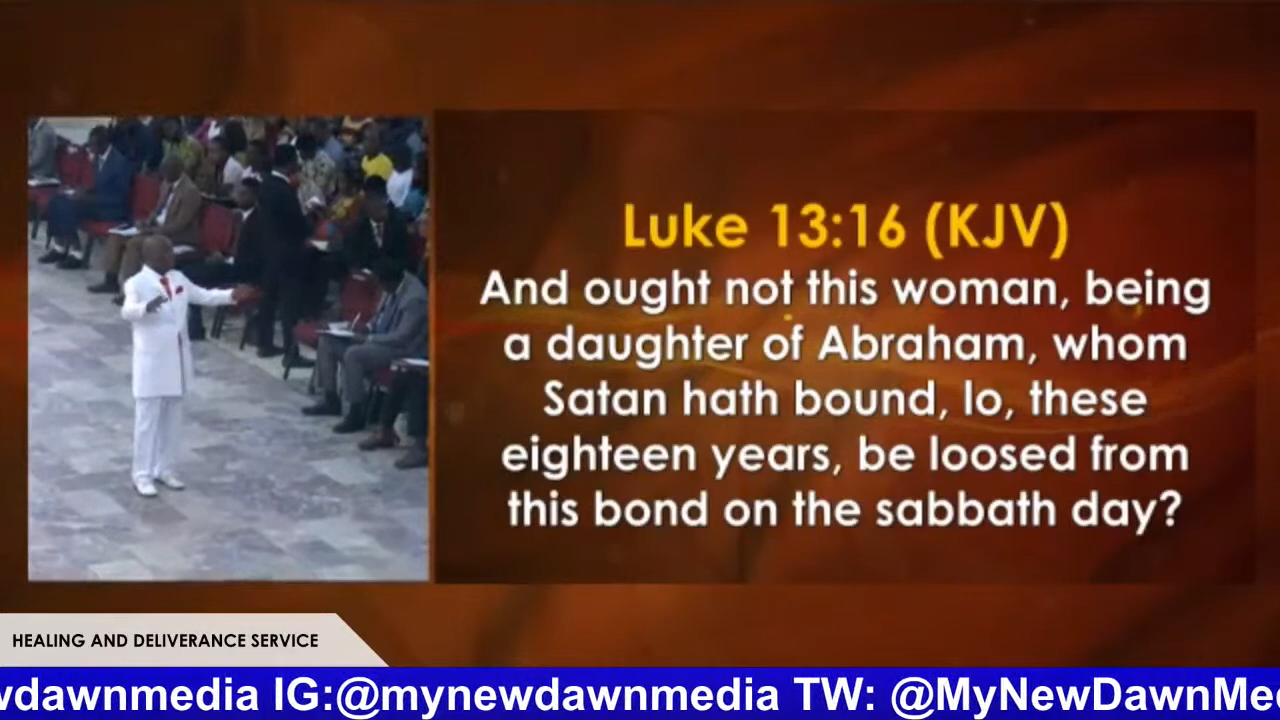 Luke 13:16 (KJV)
And ought not this woman, being
a daughter of Abraham, whom
Satan hath bound, lo, these
eighteen years, be loosed from
this bond on the sabbath day?
HEALING AND DELIVERANCE SERVICE
wdawnmedia IG:@mynewdawnmedia TW: @MyNewDawnMe